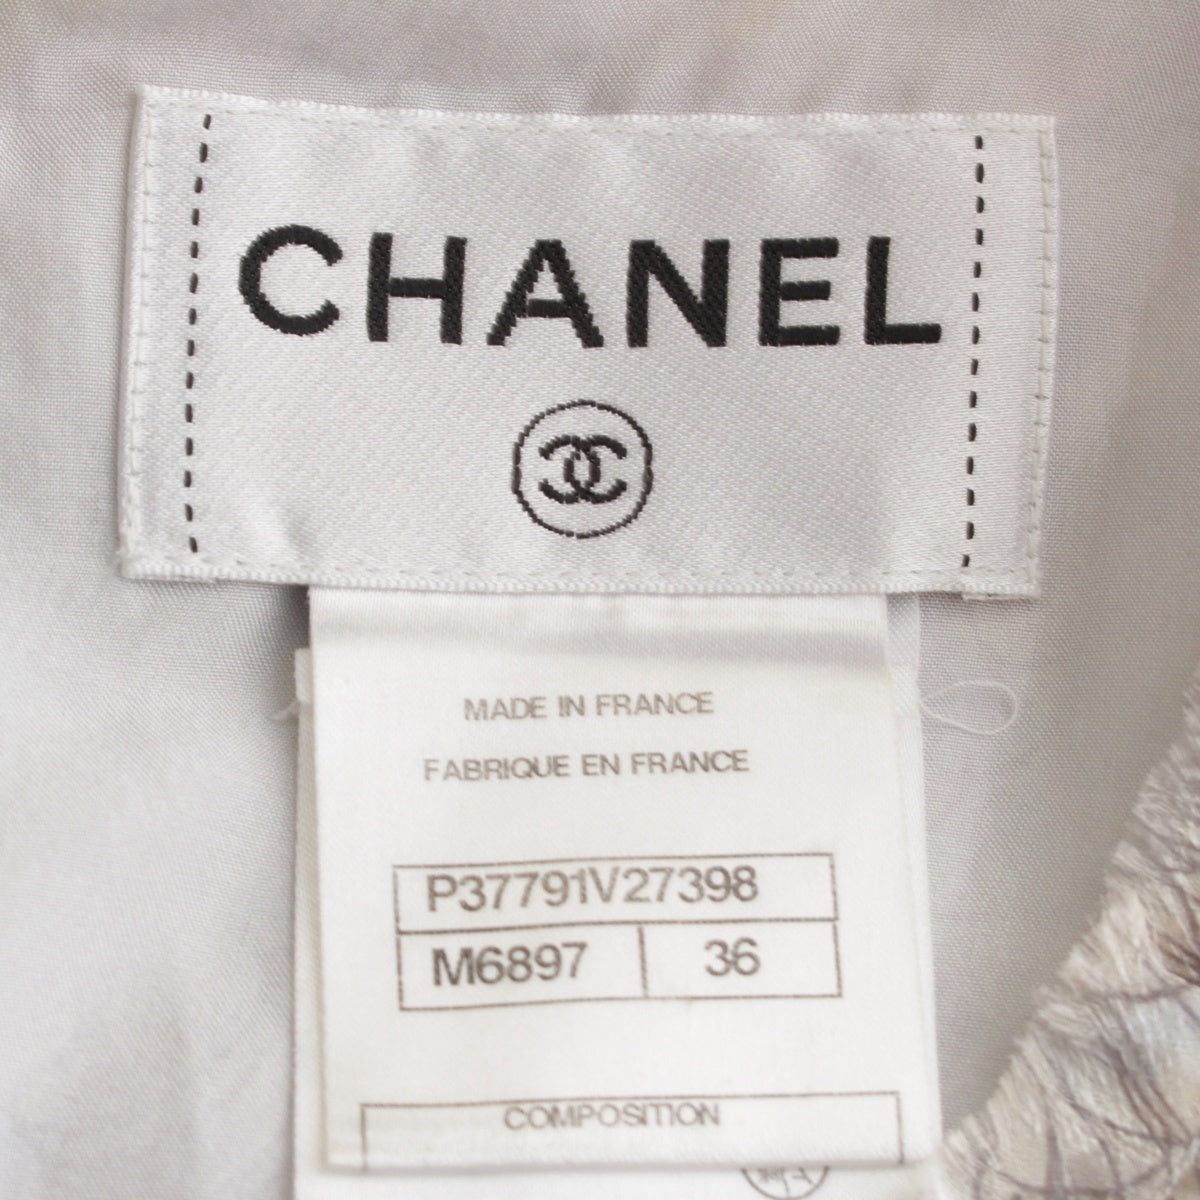 CHANEL
MADE IN FRANCE
FABRIQUE EN FRANCE
P37791V27398
M6897 36
COMPOSITION